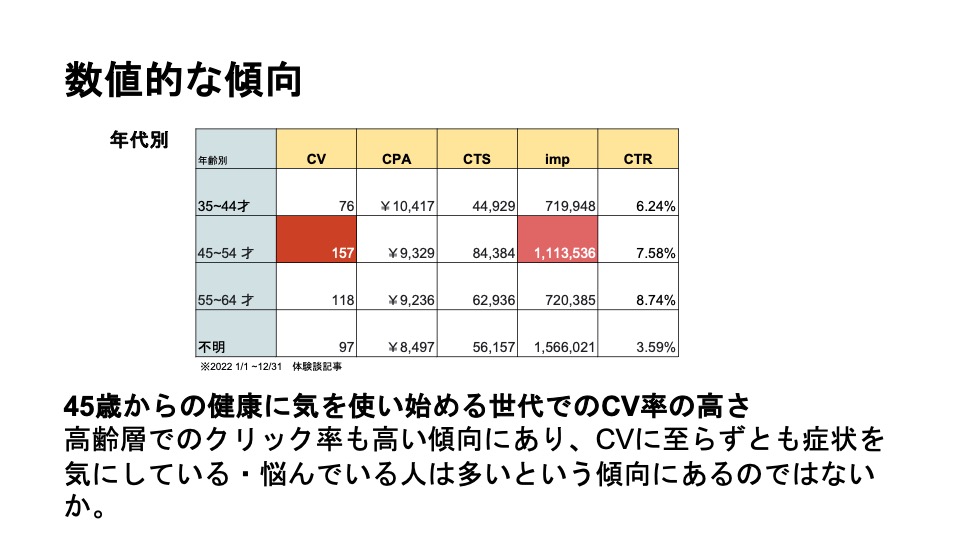 数値的な傾向
年代別
年齢別 CV CPA CTS imp CTR
35~44才 76 ¥10,417 44,929 719,948 6.24%
45~54 才 157 ¥9,329 84,384 1,113,536 7.58%
55~64 才 118 ¥9,236 62,936 720,385 8.74%
不明 97 ¥8,497 56,157 1,566,021 3.59%
※2022 1/1 ~12/31 体験談記事
45歳からの健康に気を使い始める世代でのCV率の高さ
高齢層でのクリック率も高い傾向にあり、CVに至らずとも症状を
気にしている・悩んでいる人は多いという傾向にあるのではない
か。